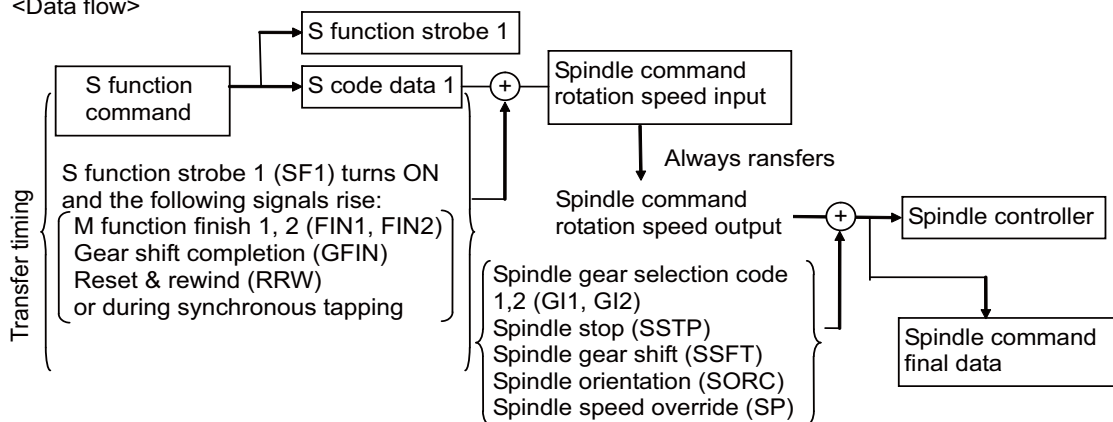 <Data flow>
S function strobe 1
S function
command
S code data 1
+
Spindle command
rotation speed input
Transfer timing
S function strobe 1 (SF1) turns ON
and the following signals rise:
M function finish 1, 2 (FIN1, FIN2)
Gear shift completion (GFIN)
Reset & rewind (RRW)
or during synchronous tapping
Always ransfers
Spindle command
rotation speed output
+
Spindle controller
Spindle gear selection code
1,2 (GI1, GI2)
Spindle stop (SSTP)
Spindle gear shift (SSFT)
Spindle orientation (SORC)
Spindle speed override (SP)
Spindle command
final data